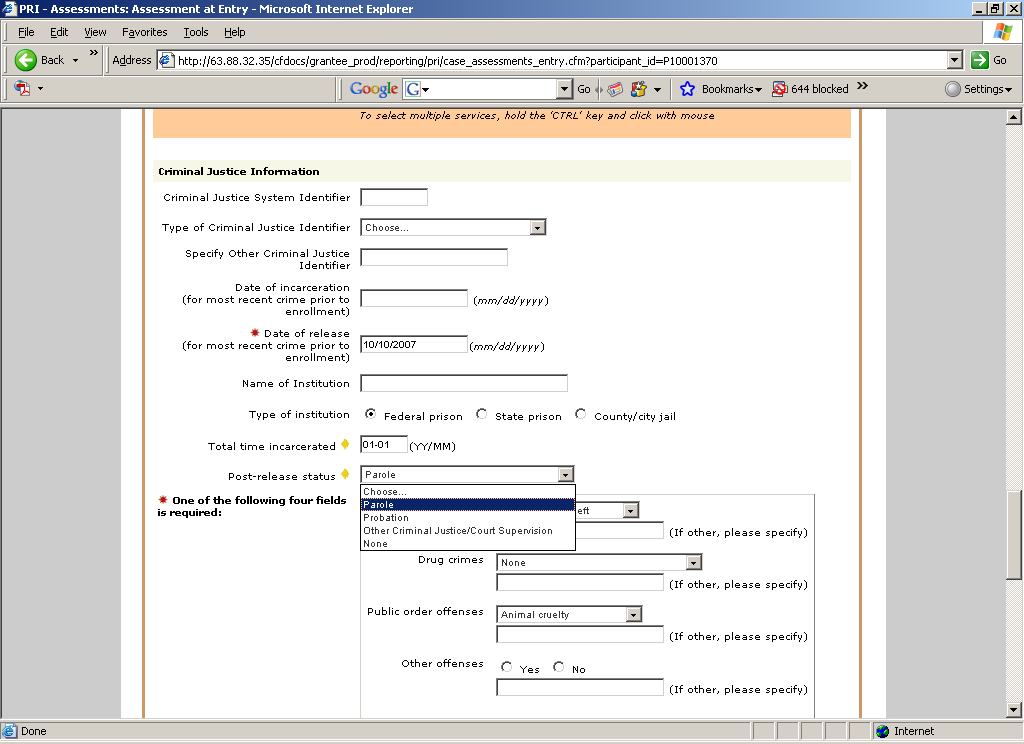 PRI - Assessments: Assessment at Entry - Microsoft Internet Explorer
File Edit View Favorites Tools Help
Back » Address http://63.88.32.35/cfdocs/grantee_prod/reporting/pri/case_assessments_entry.cfm?participant_id=P10001370 Go
Google G Go Bookmarks 644 blocked » Settings
To select multiple services, hold the 'CTRL' key and click with mouse
Criminal Justice Information
Criminal Justice System Identifier
Type of Criminal Justice Identifier Choose...
Specify Other Criminal Justice
Identifier
Date of incarceration
(for most recent crime prior to (mm/dd/yyyy)
enrollment)
* Date of release
(for most recent crime prior to 10/10/2007 (mm/dd/yyyy)
enrollment)
Name of Institution
Type of institution Federal prison State prison County/city jail
Total time incarcerated 01-01 (YY/MM)
Post-release status Parole
Choose...
Parole
Probation
Other Criminal Justice/Court Supervision
None
* One of the following four fields
is required:
eft
(If other, please specify)
Drug crimes None
(If other, please specify)
Public order offenses Animal cruelty
(If other, please specify)
Other offenses Yes No
(If other, please specify)
Done Internet